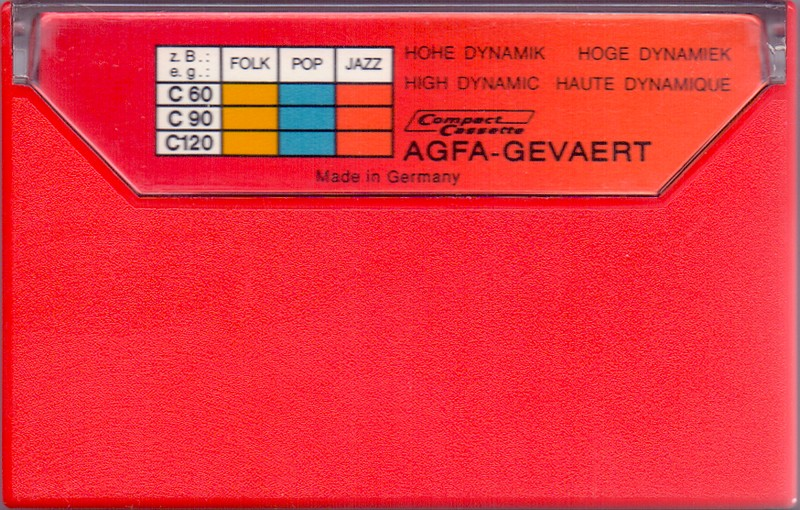 z. B.:
e. g.:
FOLK POP JAZZ
C 60
C 90
C120
HOHE DYNAMIK HOGE DYNAMIEK
HIGH DYNAMIC HAUTE DYNAMIQUE
Compact
Cassette
AGFA-GEVAERT
Made in Germany